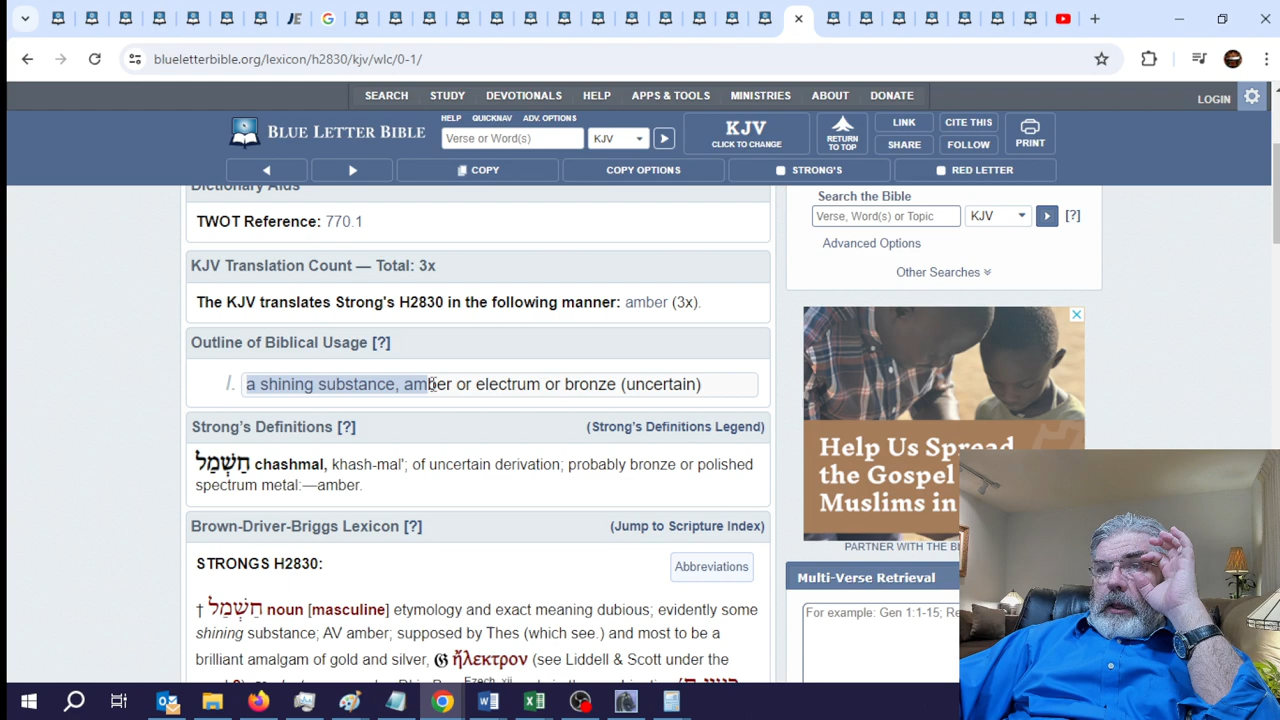 JE
blueletterbible.org/lexicon/h2830/kjv/wlc/0-1/
SEARCH STUDY DEVOTIONALS HELP APPS & TOOLS MINISTRIES ABOUT DONATE
LOGIN
BLUE LETTER BIBLE
HELP QUICKNAV ADV. OPTIONS
Verse or Word(s) KJV
KJV
CLICK TO CHANGE
RETURN
TO TOP
LINK
CITE THIS
SHARE
FOLLOW
PRINT
COPY COPY OPTIONS STRONG'S RED LETTER
Dictionary Aids
TWOT Reference: 770.1
KJV Translation Count — Total: 3x
The KJV translates Strong's H2830 in the following manner: amber (3x).
Outline of Biblical Usage [?]
I. a shining substance, amber or electrum or bronze (uncertain)
Strong's Definitions [?] (Strong's Definitions Legend)
חַשְׁמַל chashmal, khash-mal'; of uncertain derivation; probably bronze or polished
spectrum metal:—amber.
Brown-Driver-Briggs Lexicon [?] (Jump to Scripture Index)
STRONGS H2830:
Abbreviations
† חַשְׁמַל noun [masculine] etymology and exact meaning dubious; evidently some
shining substance; AV amber; supposed by Thes (which see.) and most to be a
brilliant amalgam of gold and silver, 𝔊 ἤλεκτρον (see Liddell & Scott under the
Search the Bible
Verse, Word(s) or Topic KJV [?]
Advanced Options
Other Searches
Help Us Spread
the Gospel
Muslims in
PARTNER WITH THE
Multi-Verse Retrieval
For example: Gen 1:1-15;